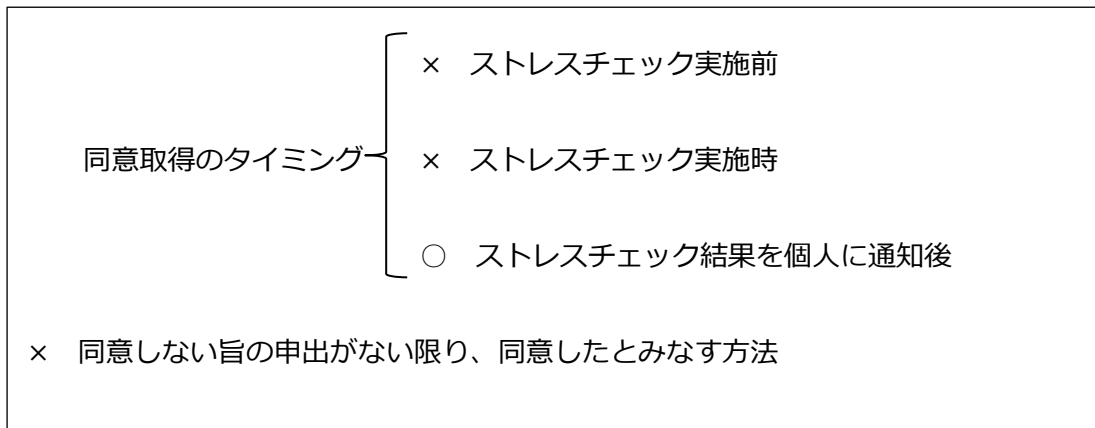 × ストレスチェック実施前
同意取得のタイミング
× ストレスチェック実施時
○ ストレスチェック結果を個人に通知後
× 同意しない旨の申出がない限り、同意したとみなす方法